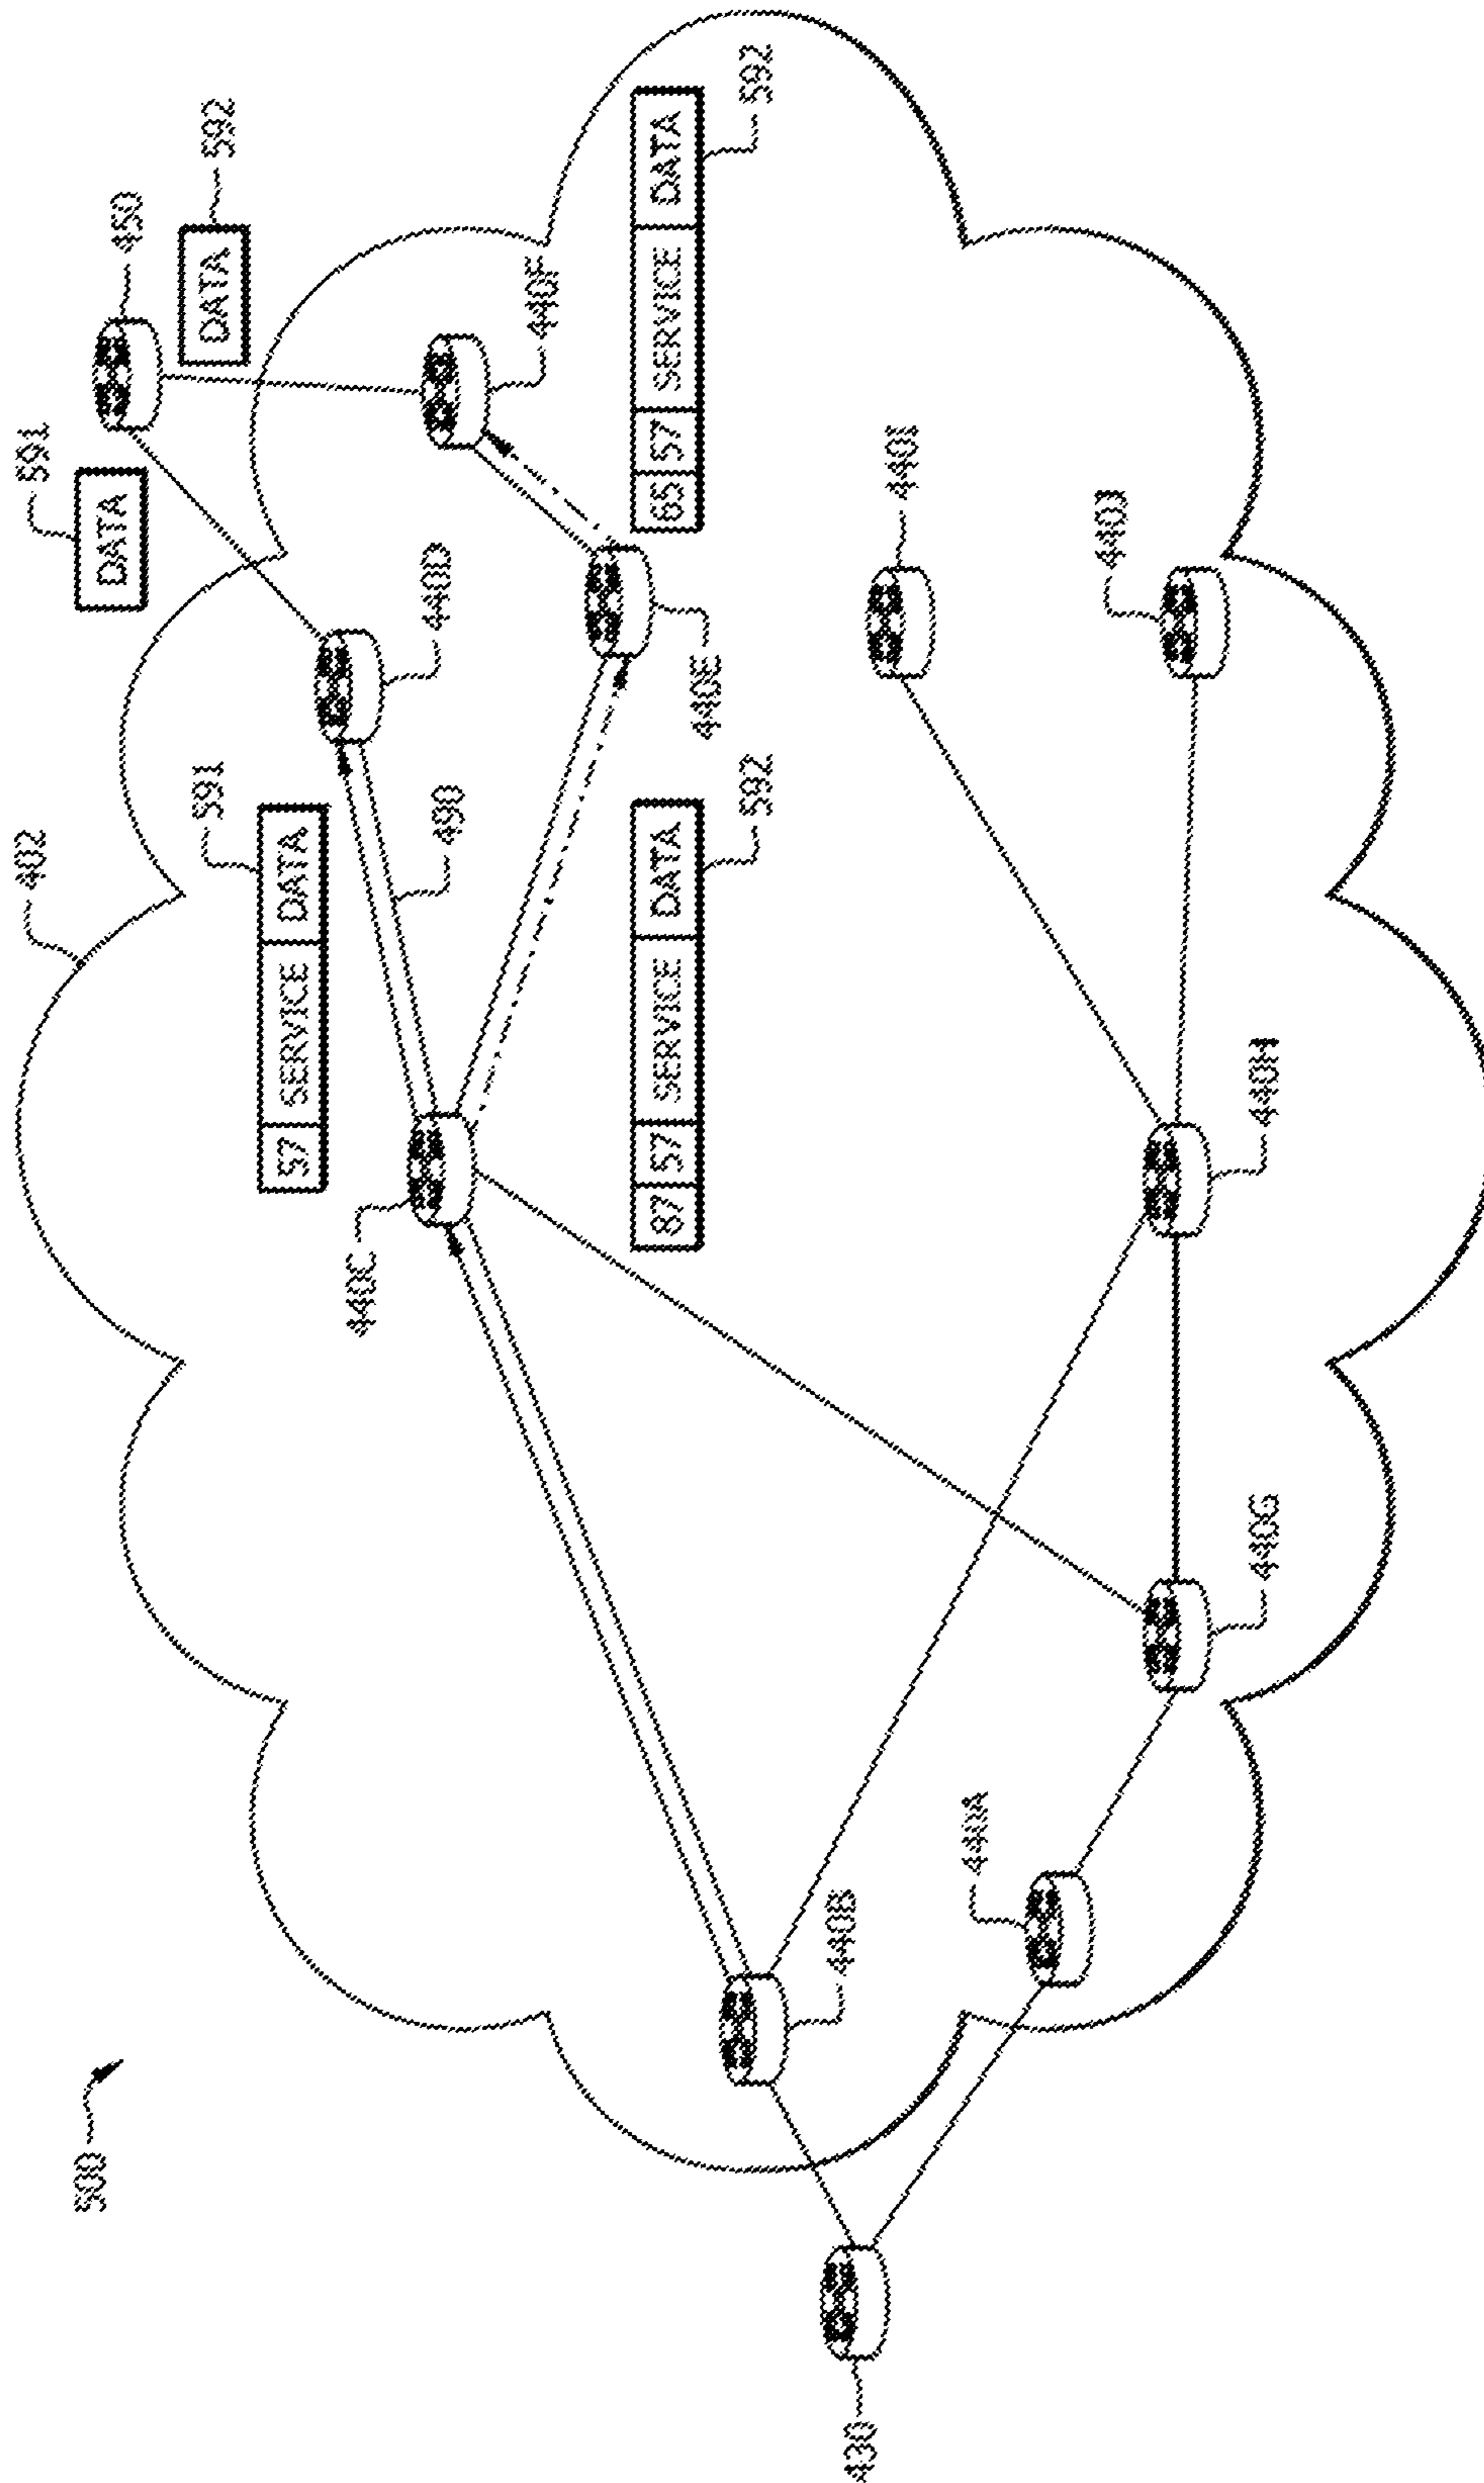 402
591
500
DATA
450
591
592
DATA
57 SERVICE DATA
440C
440D
490
440F
87 57 SERVICE DATA
85 57 SERVICE DATA
440E
592
592
440B
430
440I
440A
440J
440G
440H